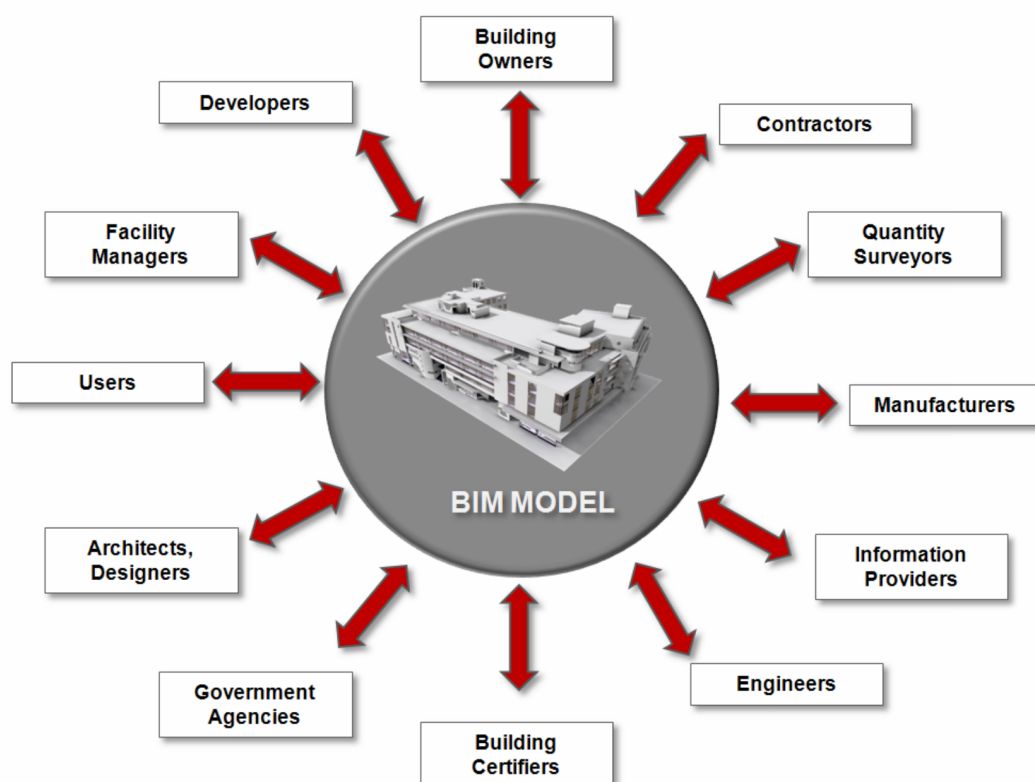 Building
Owners
Developers
Contractors
Facility
Managers
Quantity
Surveyors
Users
Manufacturers
BIM MODEL
Architects,
Designers
Information
Providers
Government
Agencies
Engineers
Building
Certifiers